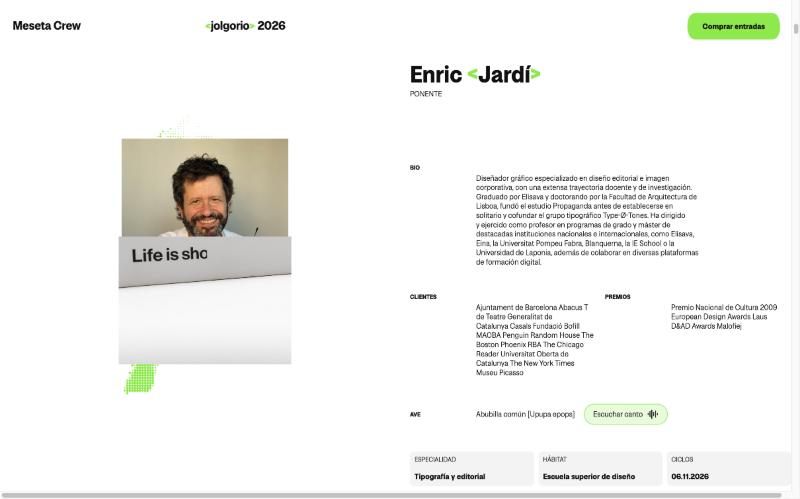 Meseta Crew
<jolgorio> 2026
Comprar entradas
Enric <Jardí>
PONENTE
Life is sho
BIO
Diseñador gráfico especializado en diseño editorial e imagen
corporativa, con una extensa trayectoria docente y de investigación.
Graduado por Elisava y doctorando por la Facultad de Arquitectura de
Lisboa, fundó el estudio Propaganda antes de establecerse en
solitario y cofundar el grupo tipográfico Type-Ø-Tones. Ha dirigido
y ejercido como profesor en programas de grado y máster de
destacadas instituciones nacionales e internacionales, como Elisava,
Eina, la Universitat Pompeu Fabra, Blanquerna, la IE School o la
Universidad de Laponia, además de colaborar en diversas plataformas
de formación digital.
CLIENTES
Ajuntament de Barcelona Abacus T
de Teatre Generalitat de
Catalunya Casals Fundació Bofill
MACBA Penguin Random House The
Boston Phoenix RBA The Chicago
Reader Universitat Oberta de
Catalunya The New York Times
Museu Picasso
PREMIOS
Premio Nacional de Cultura 2009
European Design Awards Laus
D&AD Awards Malofiej
AVE
Abubilla común [Upupa epops]
Escuchar canto
ESPECIALIDAD
Tipografía y editorial
HÁBITAT
Escuela superior de diseño
CICLOS
06.11.2026